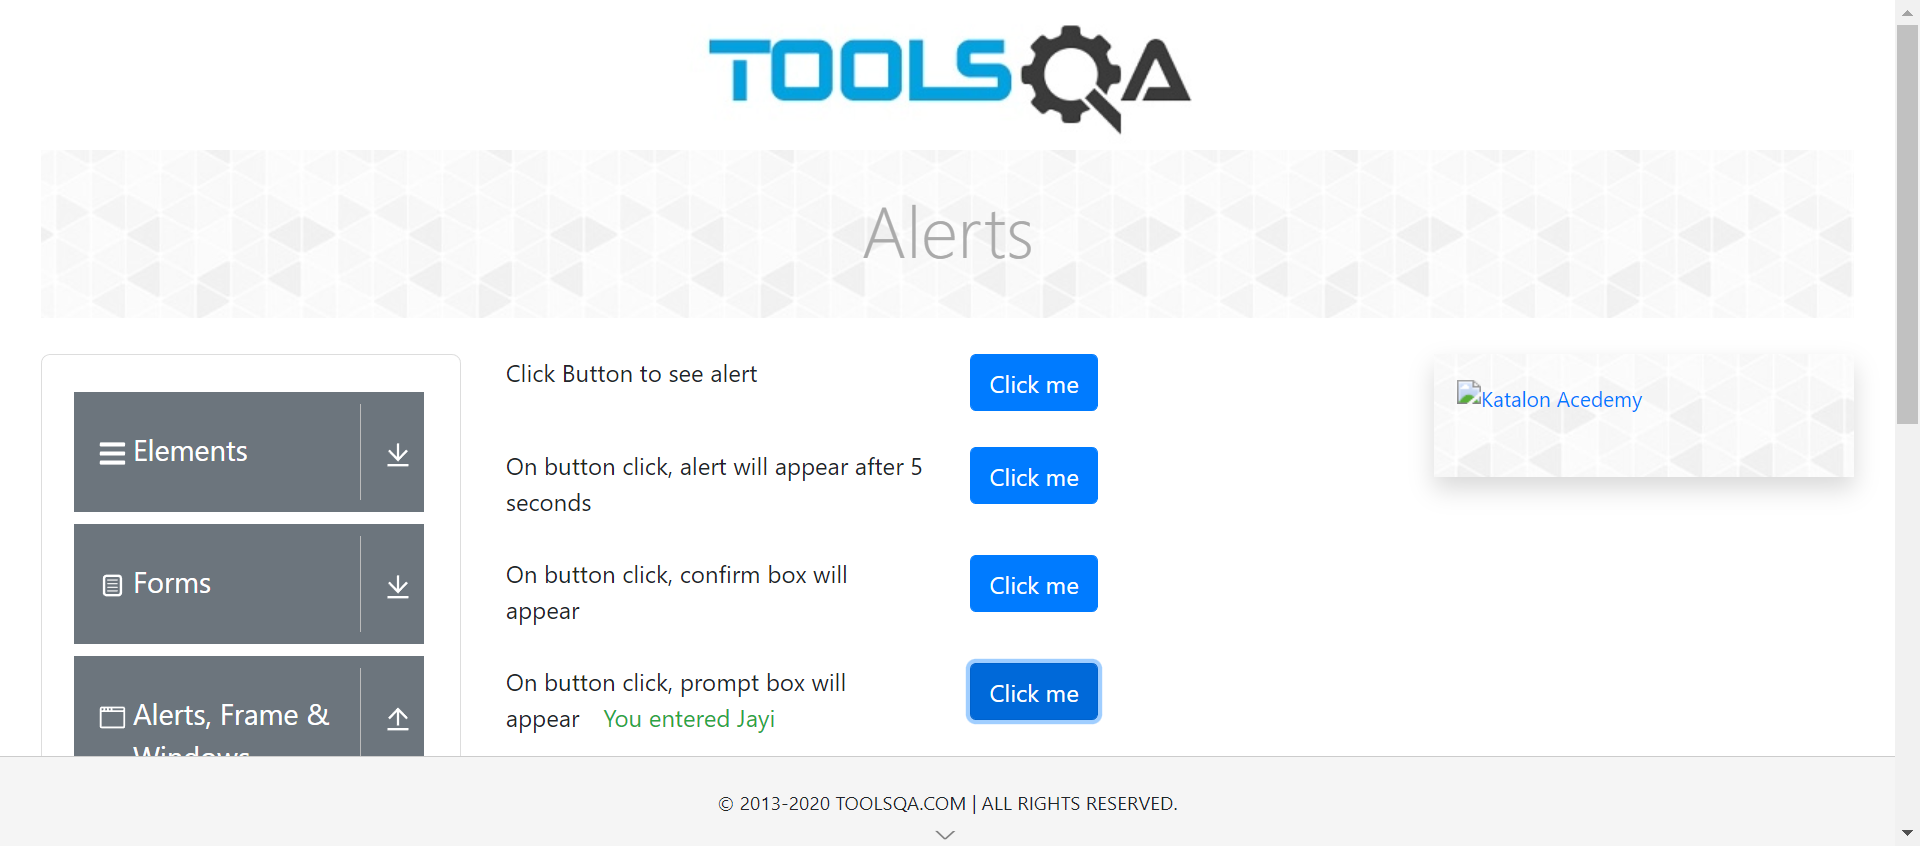 TOOLSQA
Alerts
Elements
Forms
Alerts, Frame &
Windows
Click Button to see alert
Click me
On button click, alert will appear after 5
seconds
Click me
On button click, confirm box will
appear
Click me
On button click, prompt box will
appear You entered Jayi
Click me
Katalon Acedemy
© 2013-2020 TOOLSQA.COM | ALL RIGHTS RESERVED.